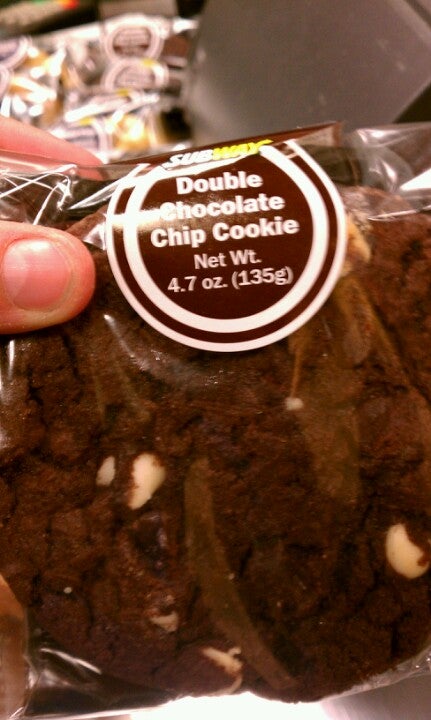 SUBWAY
Double
Chocolate
Chip Cookie
Net Wt.
4.7 oz. (135g)